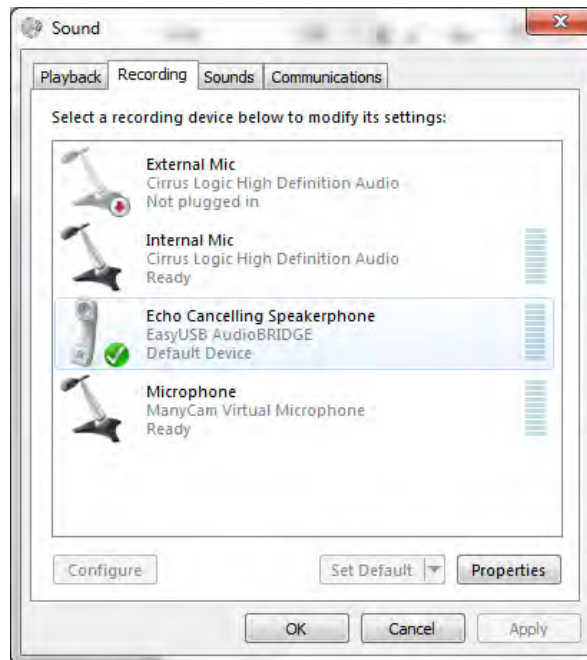 Sound
Playback Recording Sounds Communications
Select a recording device below to modify its settings:
External Mic
Cirrus Logic High Definition Audio
Not plugged in
Internal Mic
Cirrus Logic High Definition Audio
Ready
Echo Cancelling Speakerphone
EasyUSB AudioBRIDGE
Default Device
Microphone
ManyCam Virtual Microphone
Ready
Configure Set Default Properties
OK Cancel Apply